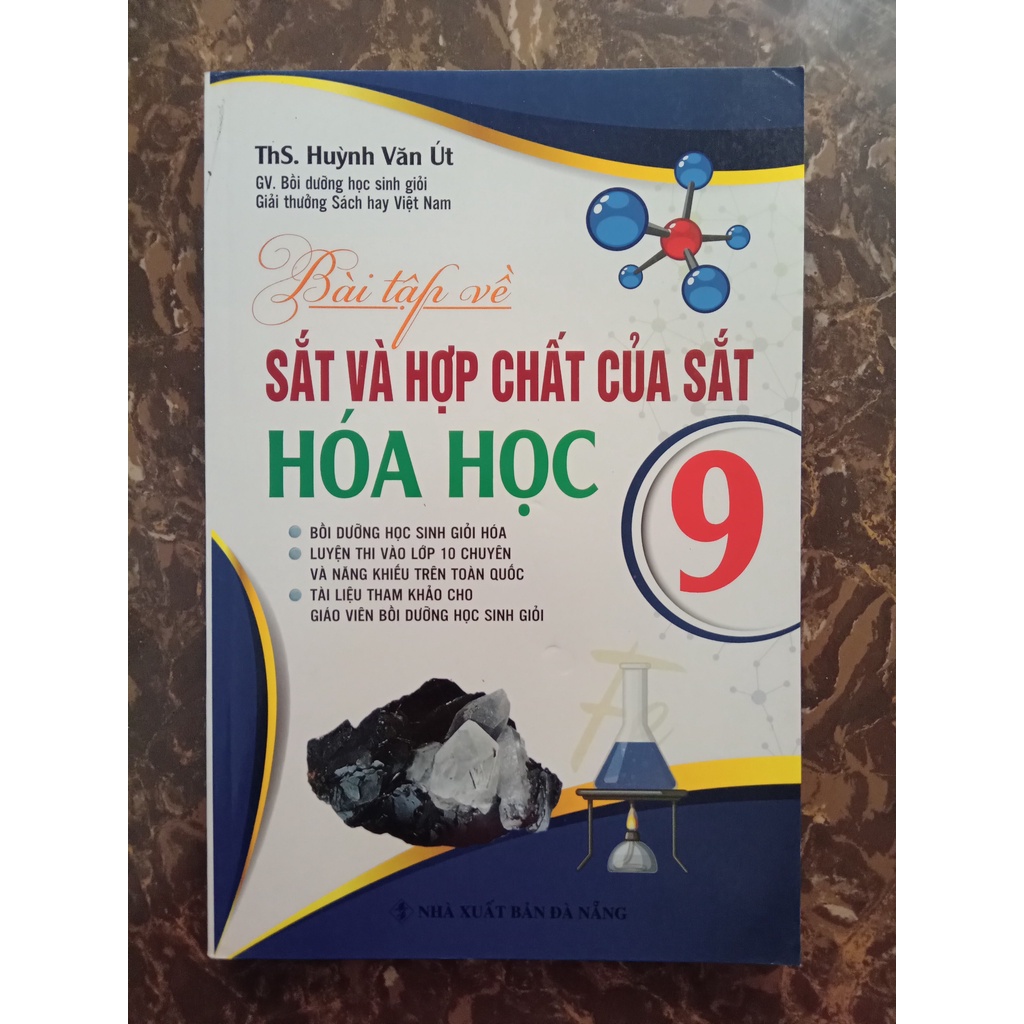 ThS. Huỳnh Văn Út
GV. Bồi dưỡng học sinh giỏi
Giải thưởng Sách hay Việt Nam
Bài tập về
SẮT VÀ HỢP CHẤT CỦA SẮT
HÓA HỌC
9
BỒI DƯỠNG HỌC SINH GIỎI HÓA
LUYỆN THI VÀO LỚP 10 CHUYÊN
VÀ NĂNG KHIẾU TRÊN TOÀN QUỐC
TÀI LIỆU THAM KHẢO CHO
GIÁO VIÊN BỒI DƯỠNG HỌC SINH GIỎI
Fe
NHÀ XUẤT BẢN ĐÀ NẴNG